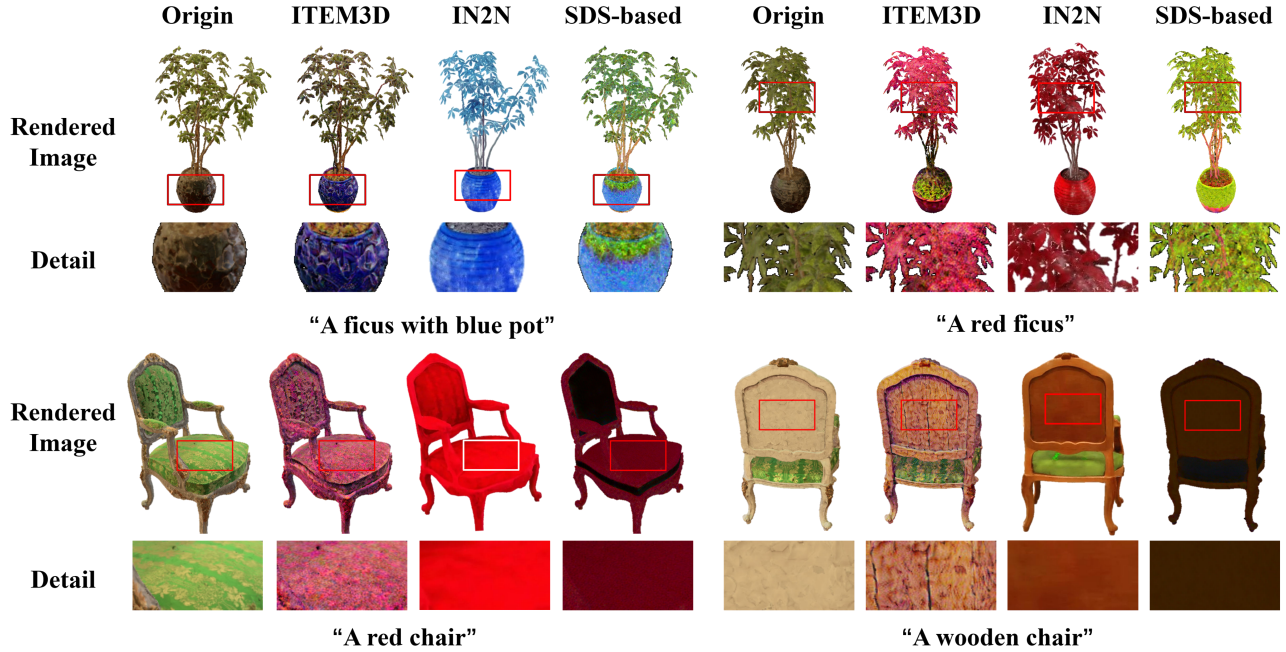 Origin ITEM3D IN2N SDS-based Origin ITEM3D IN2N SDS-based
Rendered
Image
Detail
“A ficus with blue pot” “A red ficus”
Rendered
Image
Detail
“A red chair” “A wooden chair”